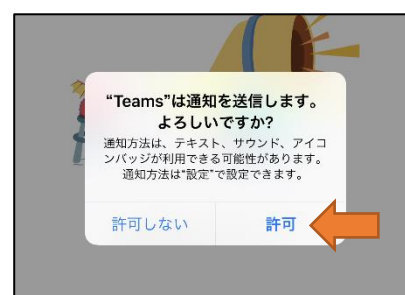 “Teams”は通知を送信します。
よろしいですか?
通知方法は、テキスト、サウンド、アイコ
ンバッジが利用できる可能性があります。
通知方法は“設定”で設定できます。
許可しない
許可